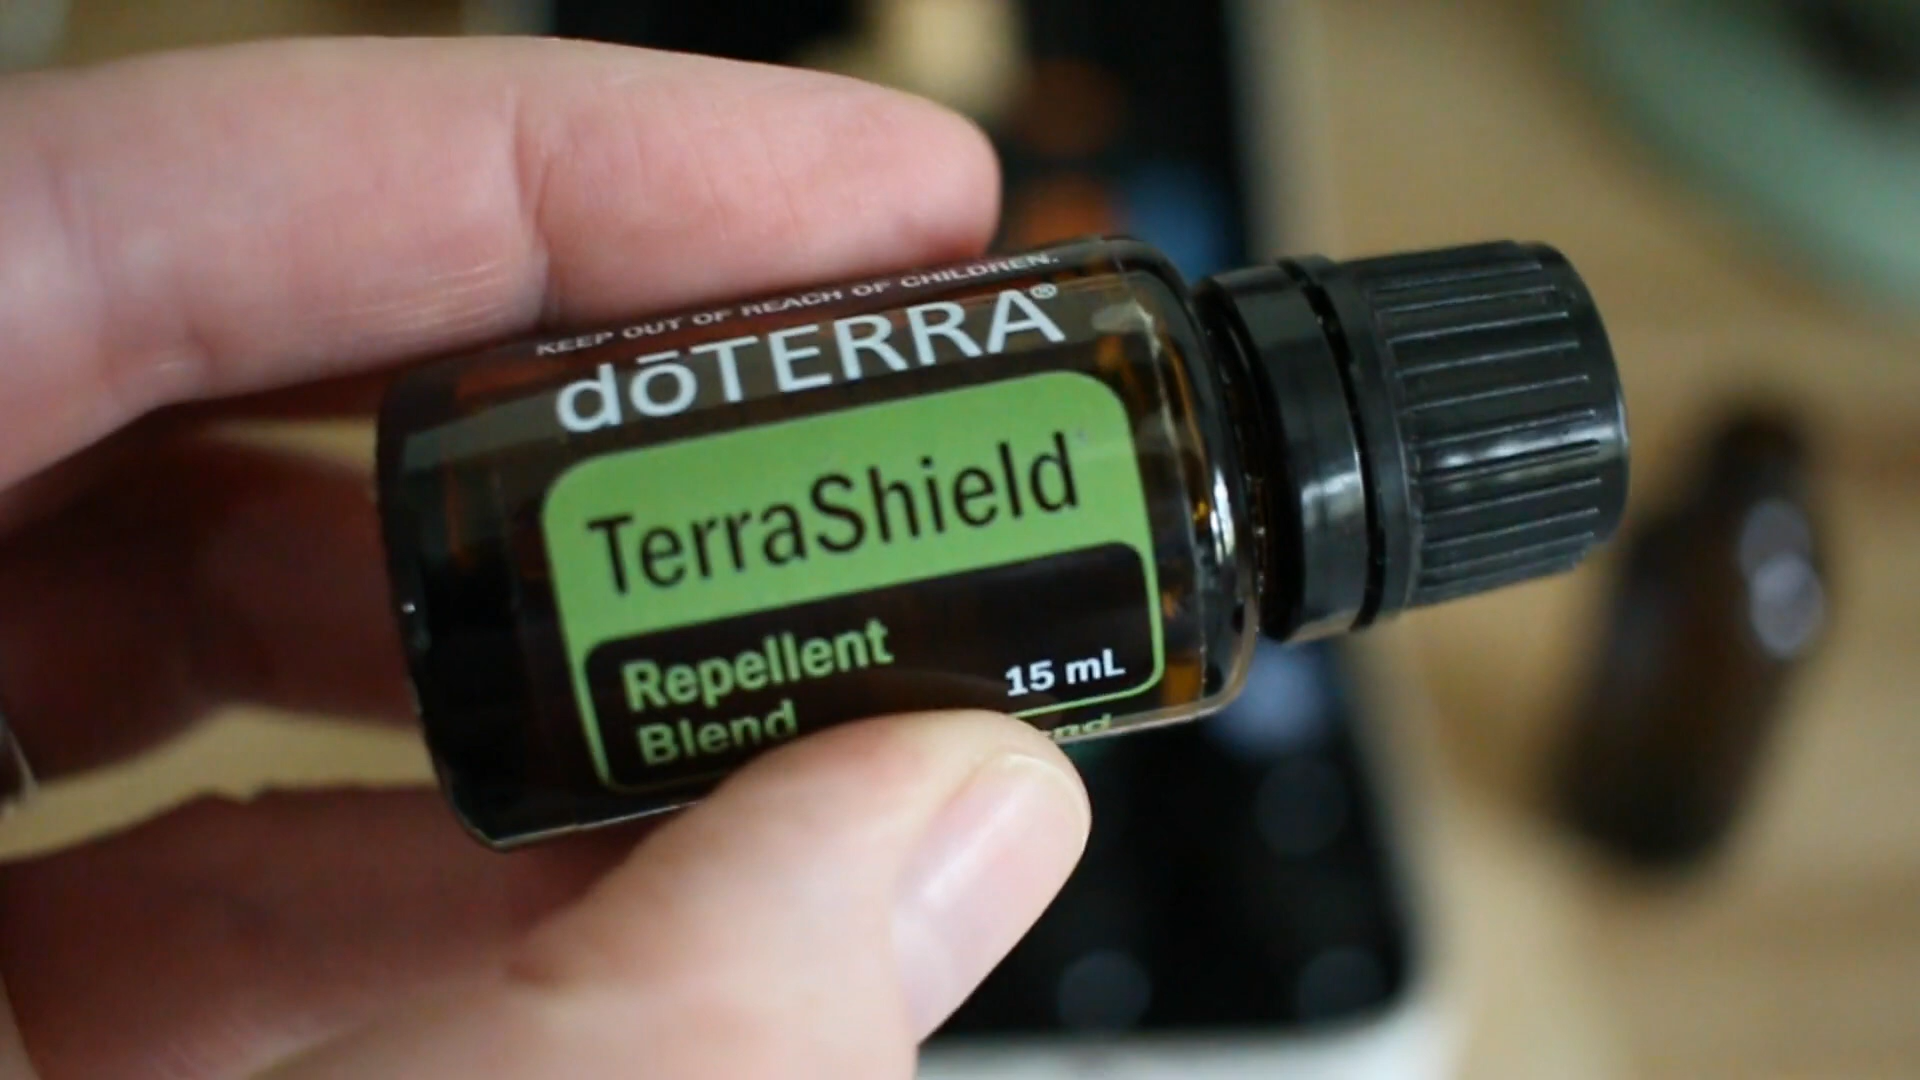 KEEP OUT OF REACH OF CHILDREN.
dōTERRA®
TerraShield
Repellent
Blend
15 mL